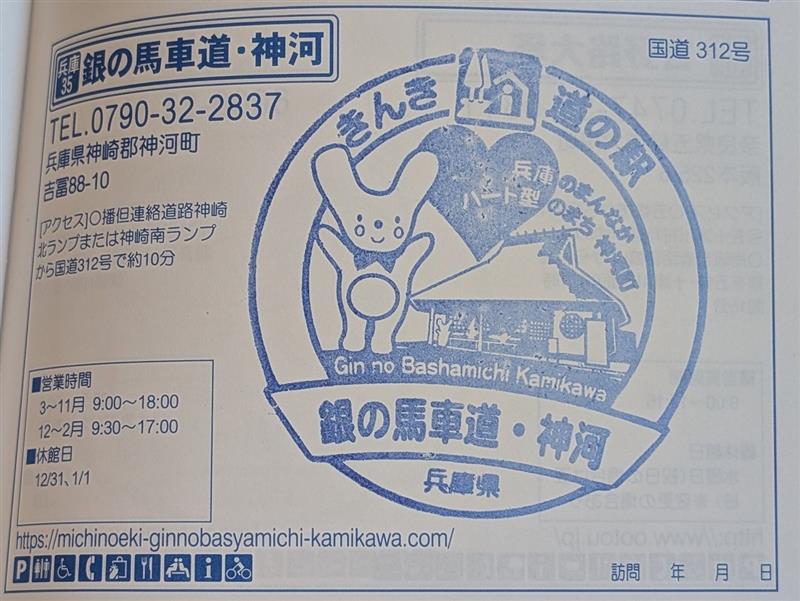 兵庫
35
銀の馬車道・神河
国道 312号
TEL.0790-32-2837
兵庫県神崎郡神河町
吉冨88-10
[アクセス]〇播但連絡道路神崎
北ランプまたは神崎南ランプ
から国道312号で約10分
きんき
道の駅
兵庫のまんなか
ハート型のまち 神河町
Gin no Bashamichi Kamikawa
銀の馬車道・神河
兵庫県
■営業時間
3〜11月 9:00〜18:00
12〜2月 9:30〜17:00
■休館日
12/31、1/1
https://michinoeki-ginnobasyamichi-kamikawa.com/
P
i
訪問 年 月 日